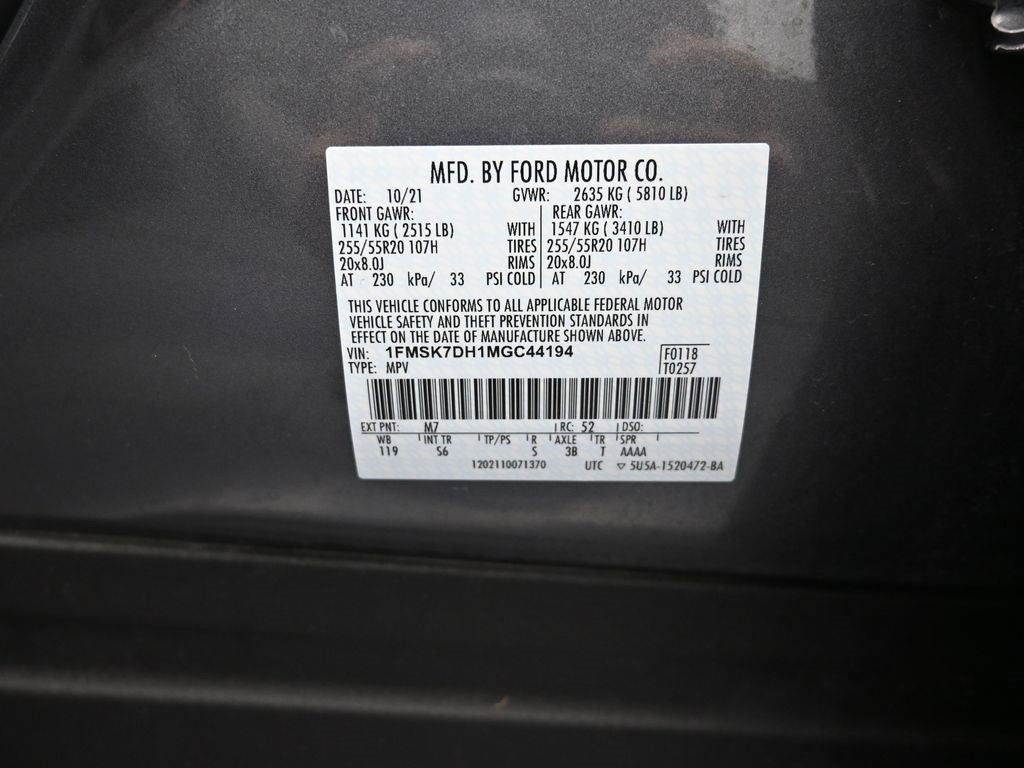 MFD. BY FORD MOTOR CO.
DATE: 10/21 GVWR: 2635 KG ( 5810 LB)
FRONT GAWR: REAR GAWR:
1141 KG ( 2515 LB) WITH 1547 KG ( 3410 LB) WITH
255/55R20 107H TIRES 255/55R20 107H TIRES
20x8.0J RIMS 20x8.0J RIMS
AT 230 kPa/ 33 PSI COLD AT 230 kPa/ 33 PSI COLD
THIS VEHICLE CONFORMS TO ALL APPLICABLE FEDERAL MOTOR
VEHICLE SAFETY AND THEFT PREVENTION STANDARDS IN
EFFECT ON THE DATE OF MANUFACTURE SHOWN ABOVE.
VIN: 1FMSK7DH1MGC44194 F0118
TYPE: MPV T0257
EXT PNT: M7 RC: 52 DSO:
WB INT TR TP/PS R AXLE TR SPR
119 S6 S 3B T AAAA
1202110071370 UTC ▽ 5U5A-1520472-BA